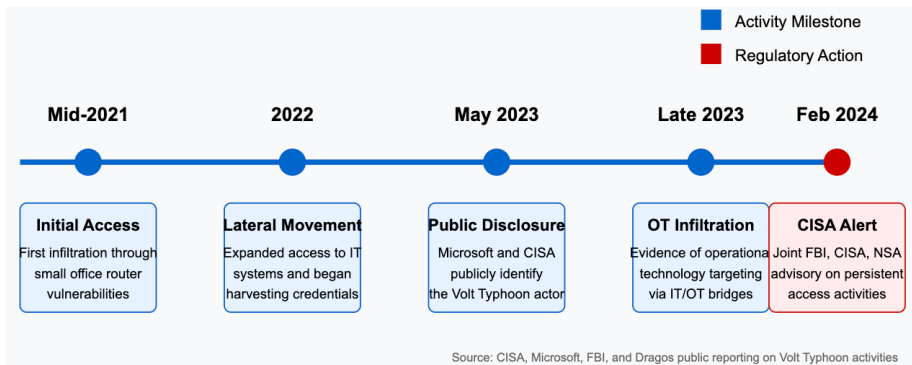 Activity Milestone
Regulatory Action
Mid-2021
2022
May 2023
Late 2023
Feb 2024
Initial Access
First infiltration through
small office router
vulnerabilities
Lateral Movement
Expanded access to IT
systems and began
harvesting credentials
Public Disclosure
Microsoft and CISA
publicly identify
the Volt Typhoon actor
OT Infiltration
Evidence of operationa
technology targeting
via IT/OT bridges
CISA Alert
Joint FBI, CISA, NSA
advisory on persistent
access activities
Source: CISA, Microsoft, FBI, and Dragos public reporting on Volt Typhoon activities